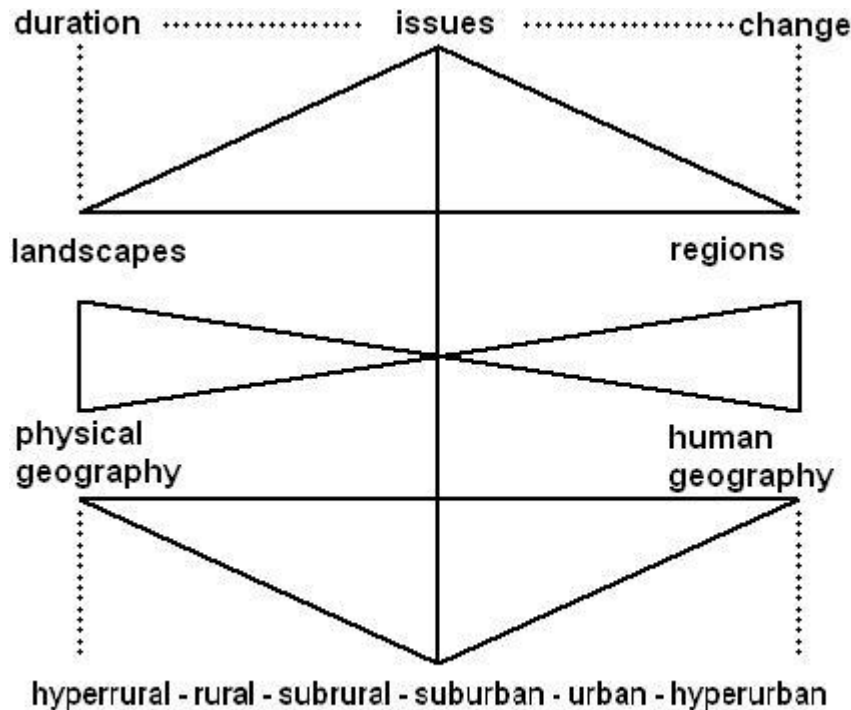 duration issues change
landscapes regions
physical geography
human geography
hyperrural - rural - subrural - suburban - urban - hyperurban